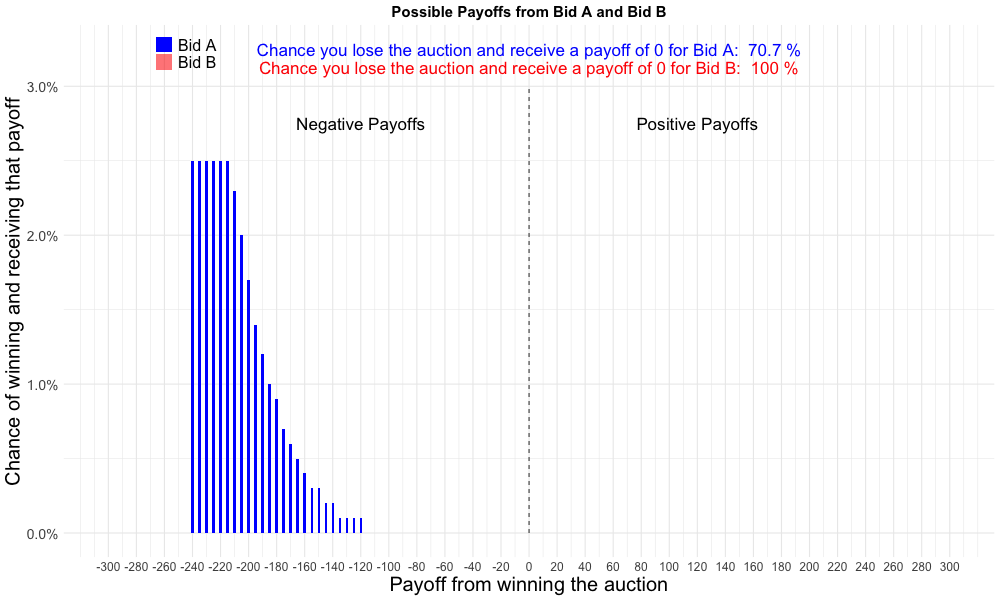 Possible Payoffs from Bid A and Bid B
Bid A
Bid B
Chance you lose the auction and receive a payoff of 0 for Bid A: 70.7 %
Chance you lose the auction and receive a payoff of 0 for Bid B: 100 %
Negative Payoffs
Positive Payoffs
Chance of winning and receiving that payoff
3.0%
2.0%
1.0%
0.0%
-300 -280 -260 -240 -220 -200 -180 -160 -140 -120 -100 -80 -60 -40 -20 0 20 40 60 80 100 120 140 160 180 200 220 240 260 280 300
Payoff from winning the auction